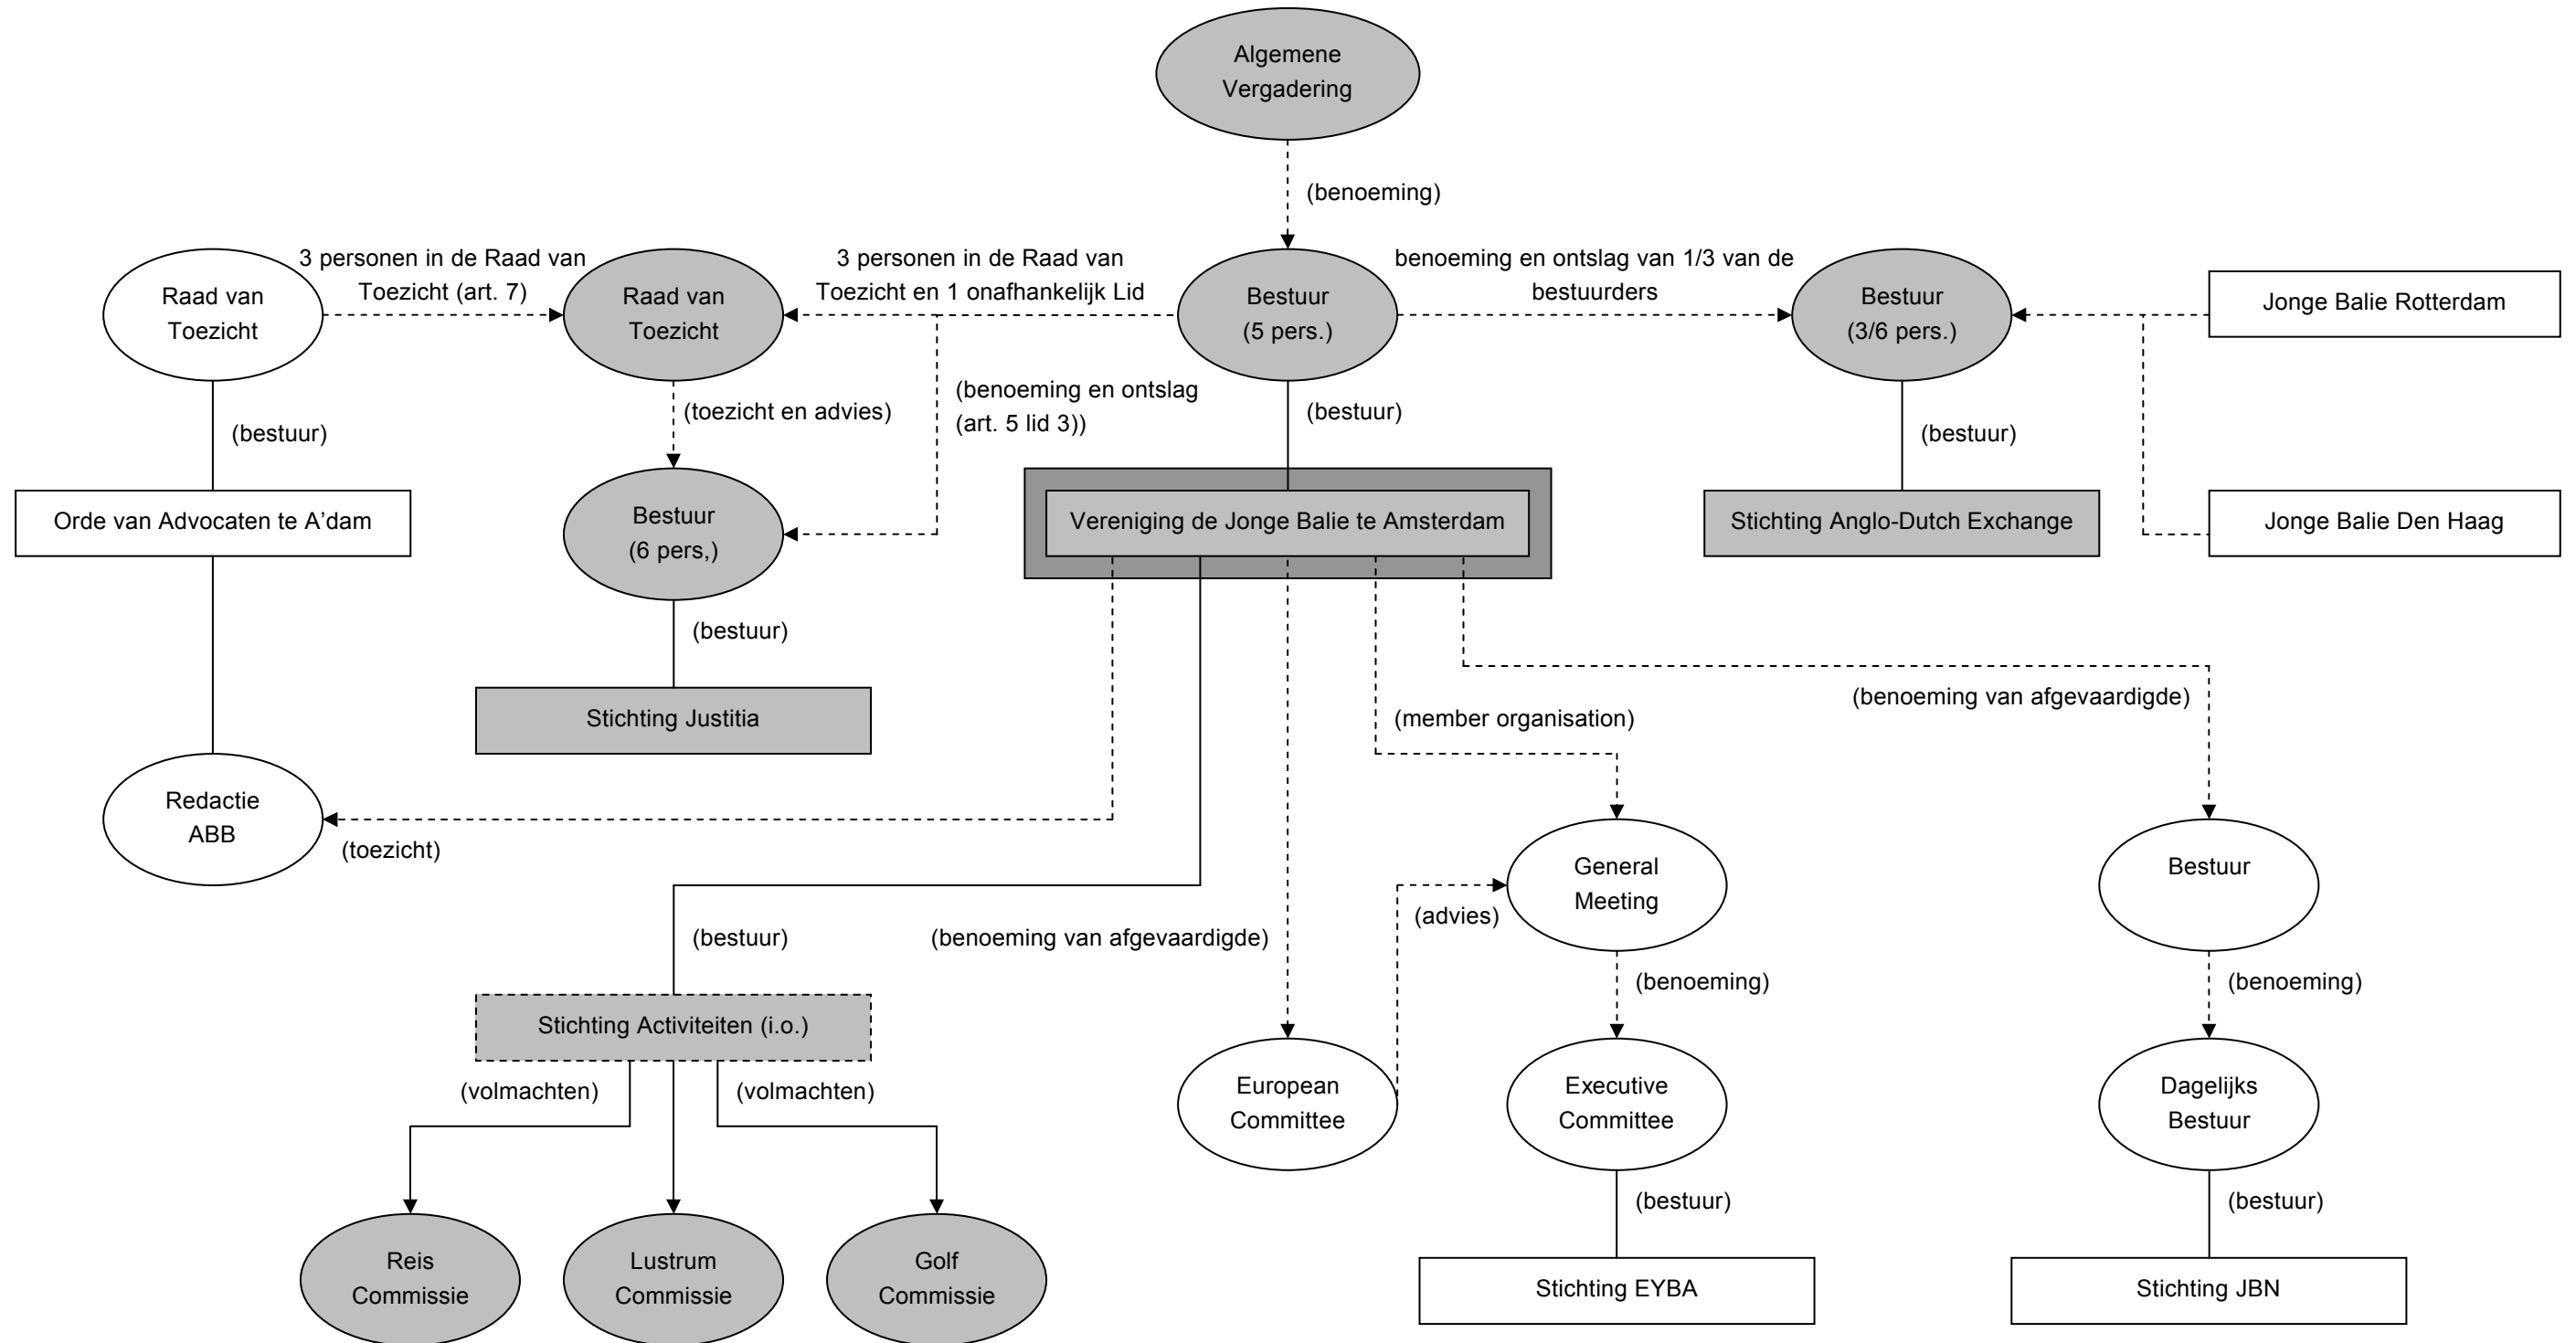 Algemene
Vergadering
(benoeming)
3 personen in de Raad van
Toezicht (art. 7)
3 personen in de Raad van
Toezicht en 1 onafhankelijk Lid
benoeming en ontslag van 1/3 van de
bestuurders
Raad van
Toezicht
Raad van
Toezicht
Bestuur
(5 pers.)
Bestuur
(3/6 pers.)
Jonge Balie Rotterdam
(bestuur)
(toezicht en advies)
(benoeming en ontslag
(art. 5 lid 3))
(bestuur)
(bestuur)
Orde van Advocaten te A’dam
Bestuur
(6 pers,)
Vereniging de Jonge Balie te Amsterdam
Stichting Anglo-Dutch Exchange
Jonge Balie Den Haag
(bestuur)
Stichting Justitia
(member organisation)
(benoeming van afgevaardigde)
Redactie
ABB
(toezicht)
General
Meeting
Bestuur
(advies)
(bestuur)
(benoeming van afgevaardigde)
(benoeming)
(benoeming)
Stichting Activiteiten (i.o.)
(volmachten)
(volmachten)
European
Committee
Executive
Committee
Dagelijks
Bestuur
(bestuur)
(bestuur)
Reis
Commissie
Lustrum
Commissie
Golf
Commissie
Stichting EYBA
Stichting JBN